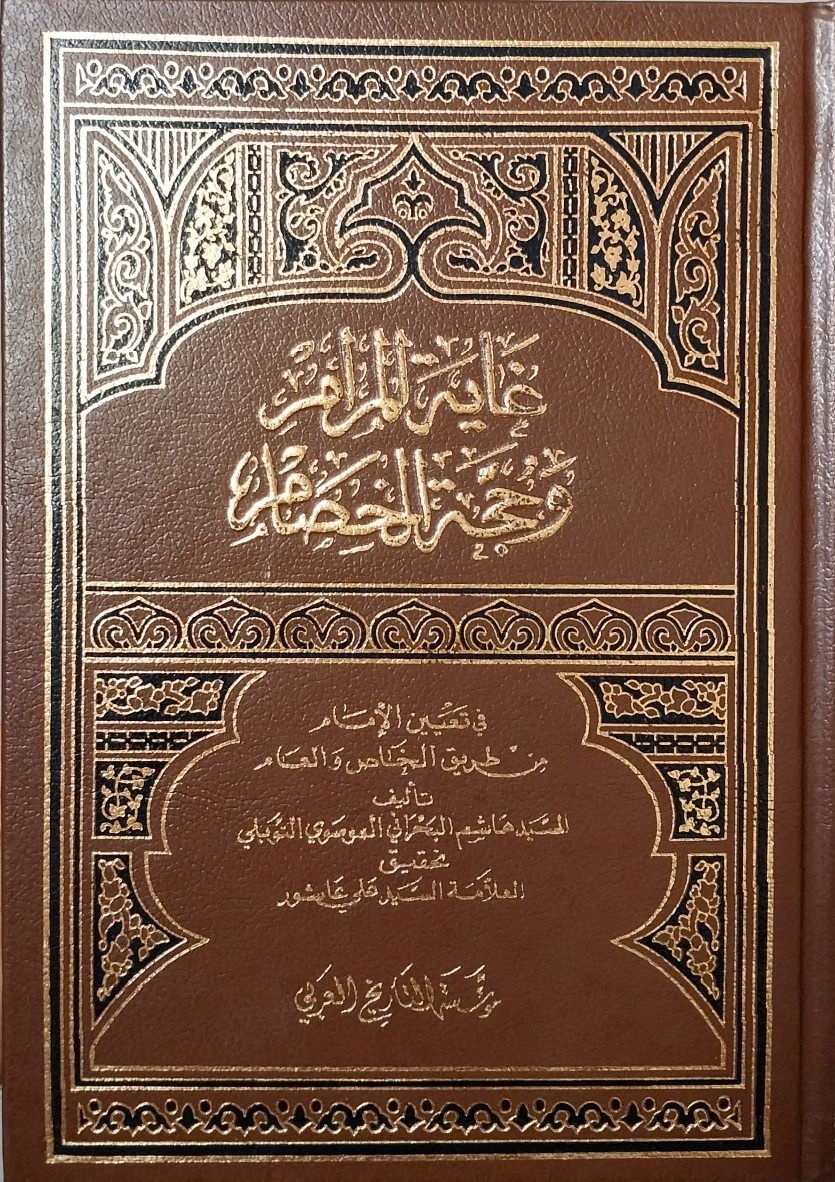 غاية المرام
وحجة الخصام
في تعيين الإمام
من طريق الخاص والعام
تأليف
السيد هاشم البحراني الموسوي التوبلي
تحقيق
العلامة السيد علي عاشور
مؤسسة التاريخ العربي